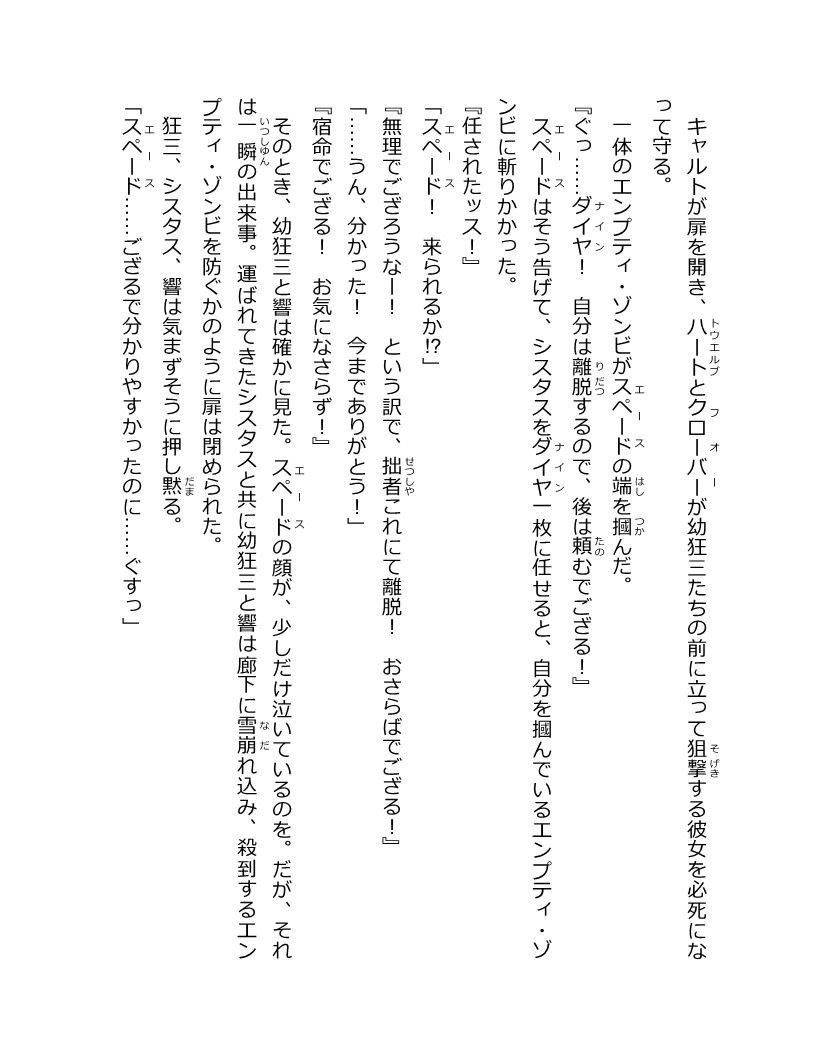 キャルトが扉を開き、ハートとクローバーが幼狂三たちの前に立って狙撃する彼女を必死にな
って守る。
　一体のエンプティ・ゾンビがスペードの端を摑んだ。
『ぐっ……ダイヤ！　自分は離脱するので、後は頼むでござる！』
　スペードはそう告げて、シスタスをダイヤ一枚に任せると、自分を摑んでいるエンプティ・ゾ
ンビに斬りかかった。
『任されたッス！』
「スペード！　来られるか⁉」
『無理でござろうなー！　という訳で、拙者これにて離脱！　おさらばでござる！』
「……うん、分かった！　今までありがとう！」
『宿命でござる！　お気になさらず！』
　そのとき、幼狂三と響は確かに見た。スペードの顔が、少しだけ泣いているのを。だが、それ
は一瞬の出来事。運ばれてきたシスタスと共に幼狂三と響は廊下に雪崩れ込み、殺到するエン
プティ・ゾンビを防ぐかのように扉は閉められた。
　狂三、シスタス、響は気まずそうに押し黙る。
「スペード……ござるで分かりやすかったのに……ぐすっ」